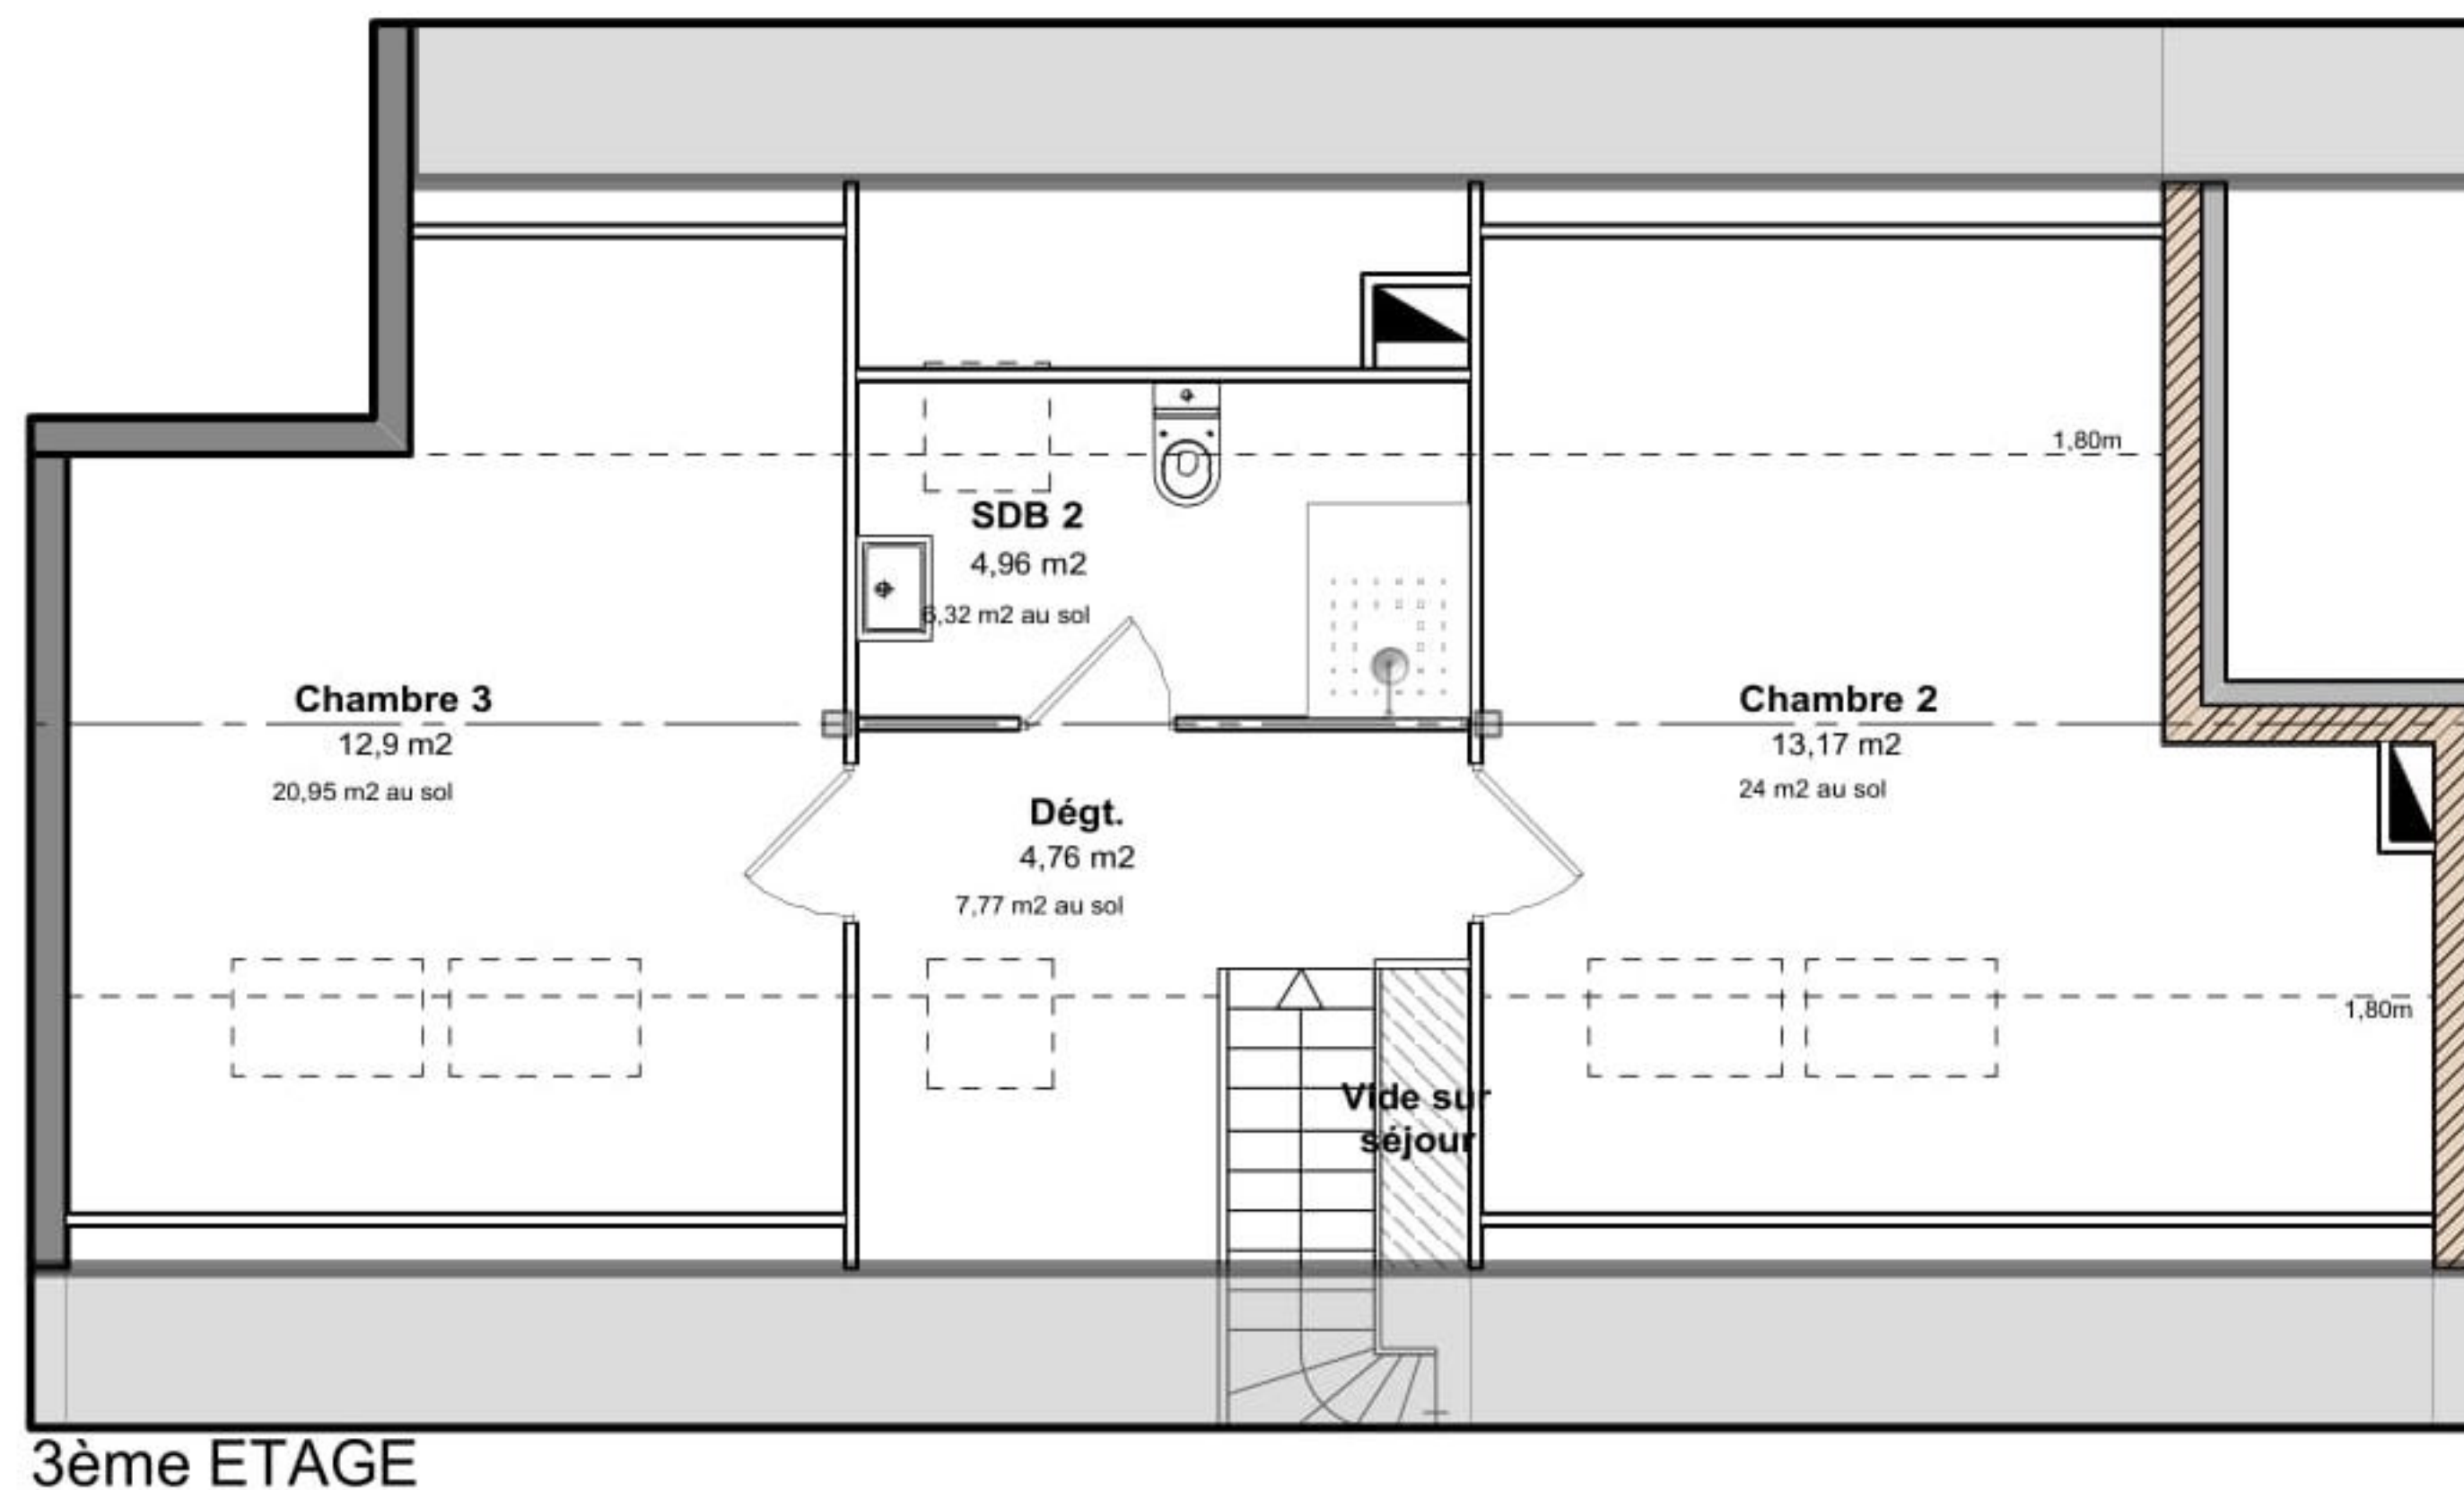 1,80m
SDB 2
4,96 m2
6,32 m2 au sol
Chambre 3
12,9 m2
20,95 m2 au sol
Chambre 2
13,17 m2
24 m2 au sol
Dégt.
4,76 m2
7,77 m2 au sol
1,80m
Vide sur
séjour
3ème ETAGE